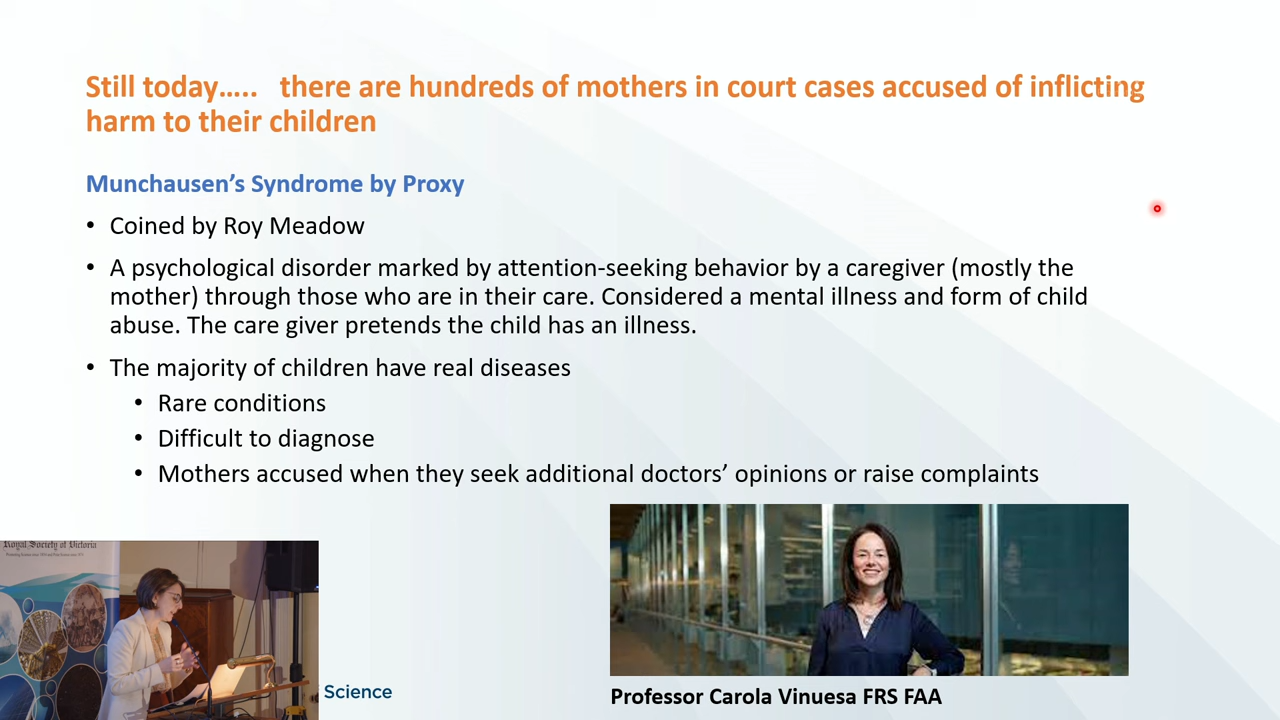 Still today….. there are hundreds of mothers in court cases accused of inflicting
harm to their children
Munchausen’s Syndrome by Proxy
• Coined by Roy Meadow
• A psychological disorder marked by attention-seeking behavior by a caregiver (mostly the
mother) through those who are in their care. Considered a mental illness and form of child
abuse. The care giver pretends the child has an illness.
• The majority of children have real diseases
• Rare conditions
• Difficult to diagnose
• Mothers accused when they seek additional doctors’ opinions or raise complaints
Royal Society of Victoria
Science
Professor Carola Vinuesa FRS FAA